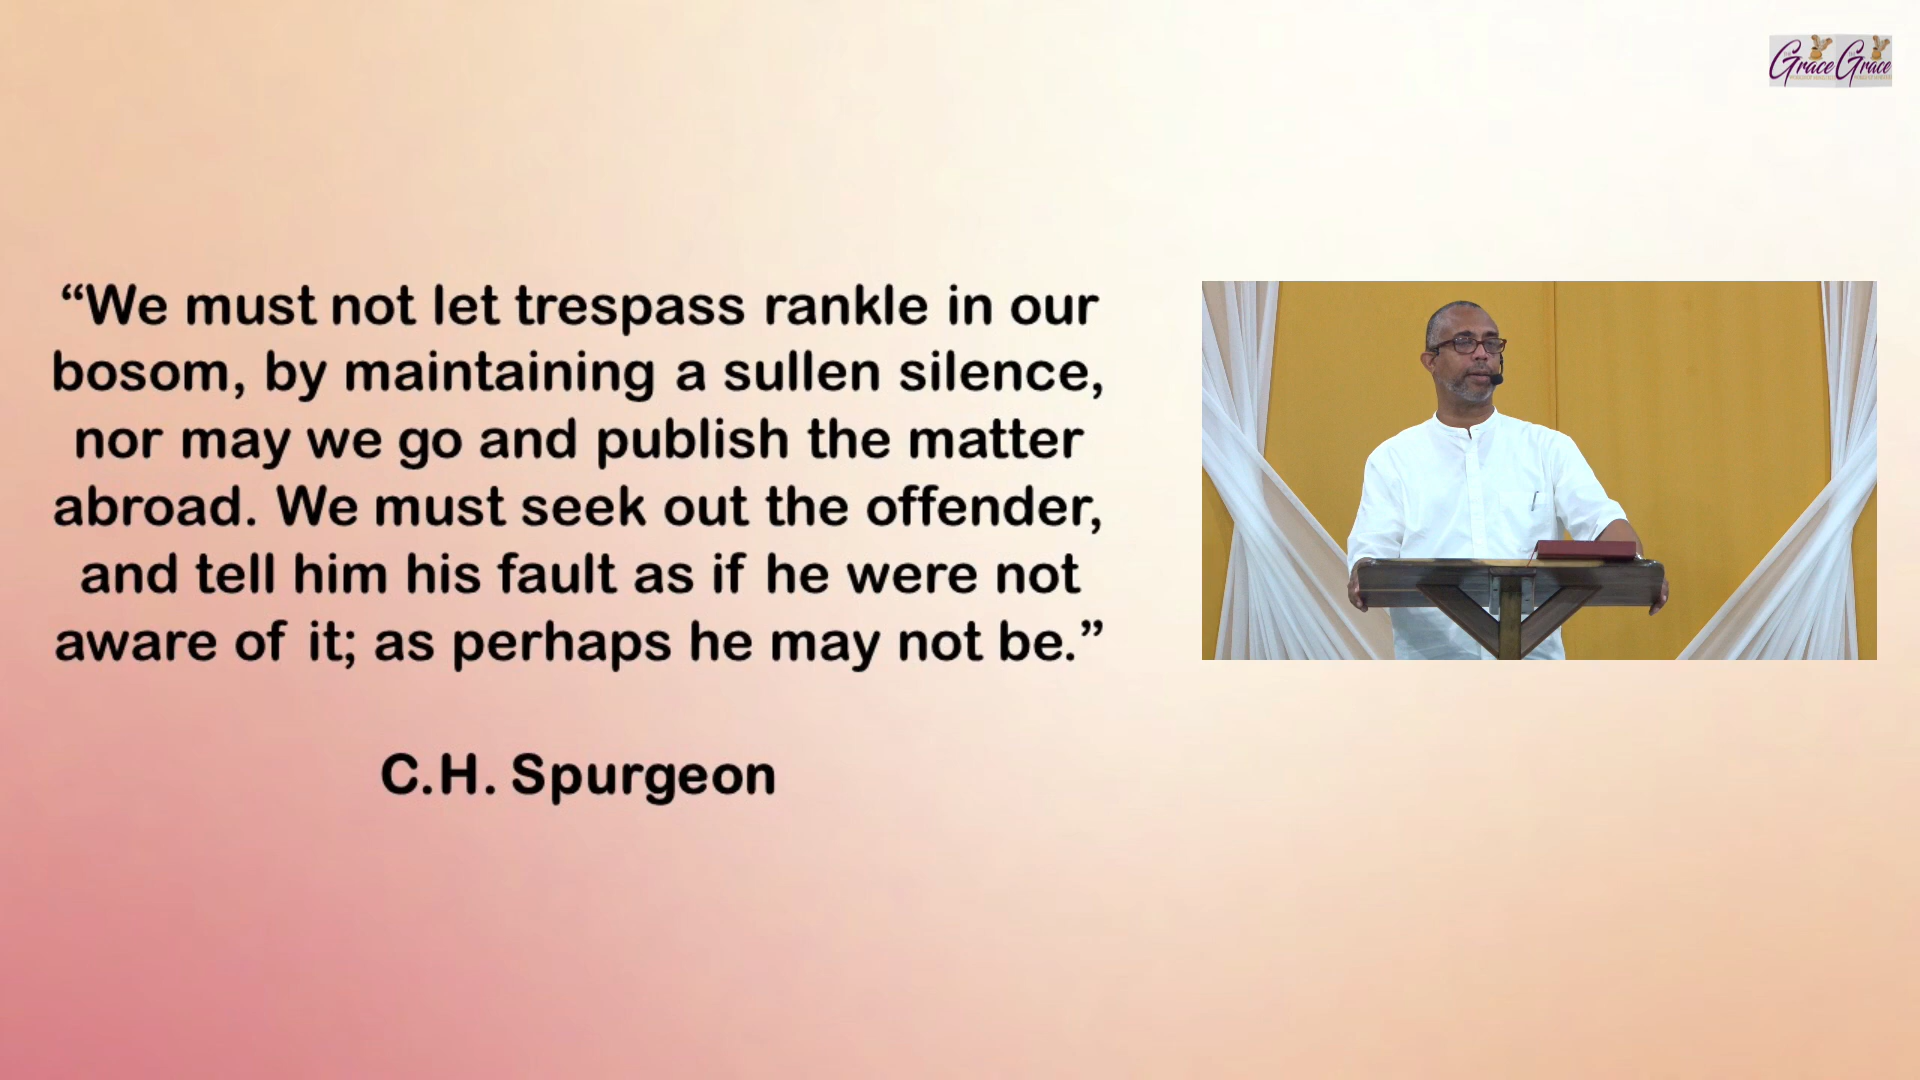 Grace Grace
“We must not let trespass rankle in our
bosom, by maintaining a sullen silence,
nor may we go and publish the matter
abroad. We must seek out the offender,
and tell him his fault as if he were not
aware of it; as perhaps he may not be.”
C.H. Spurgeon